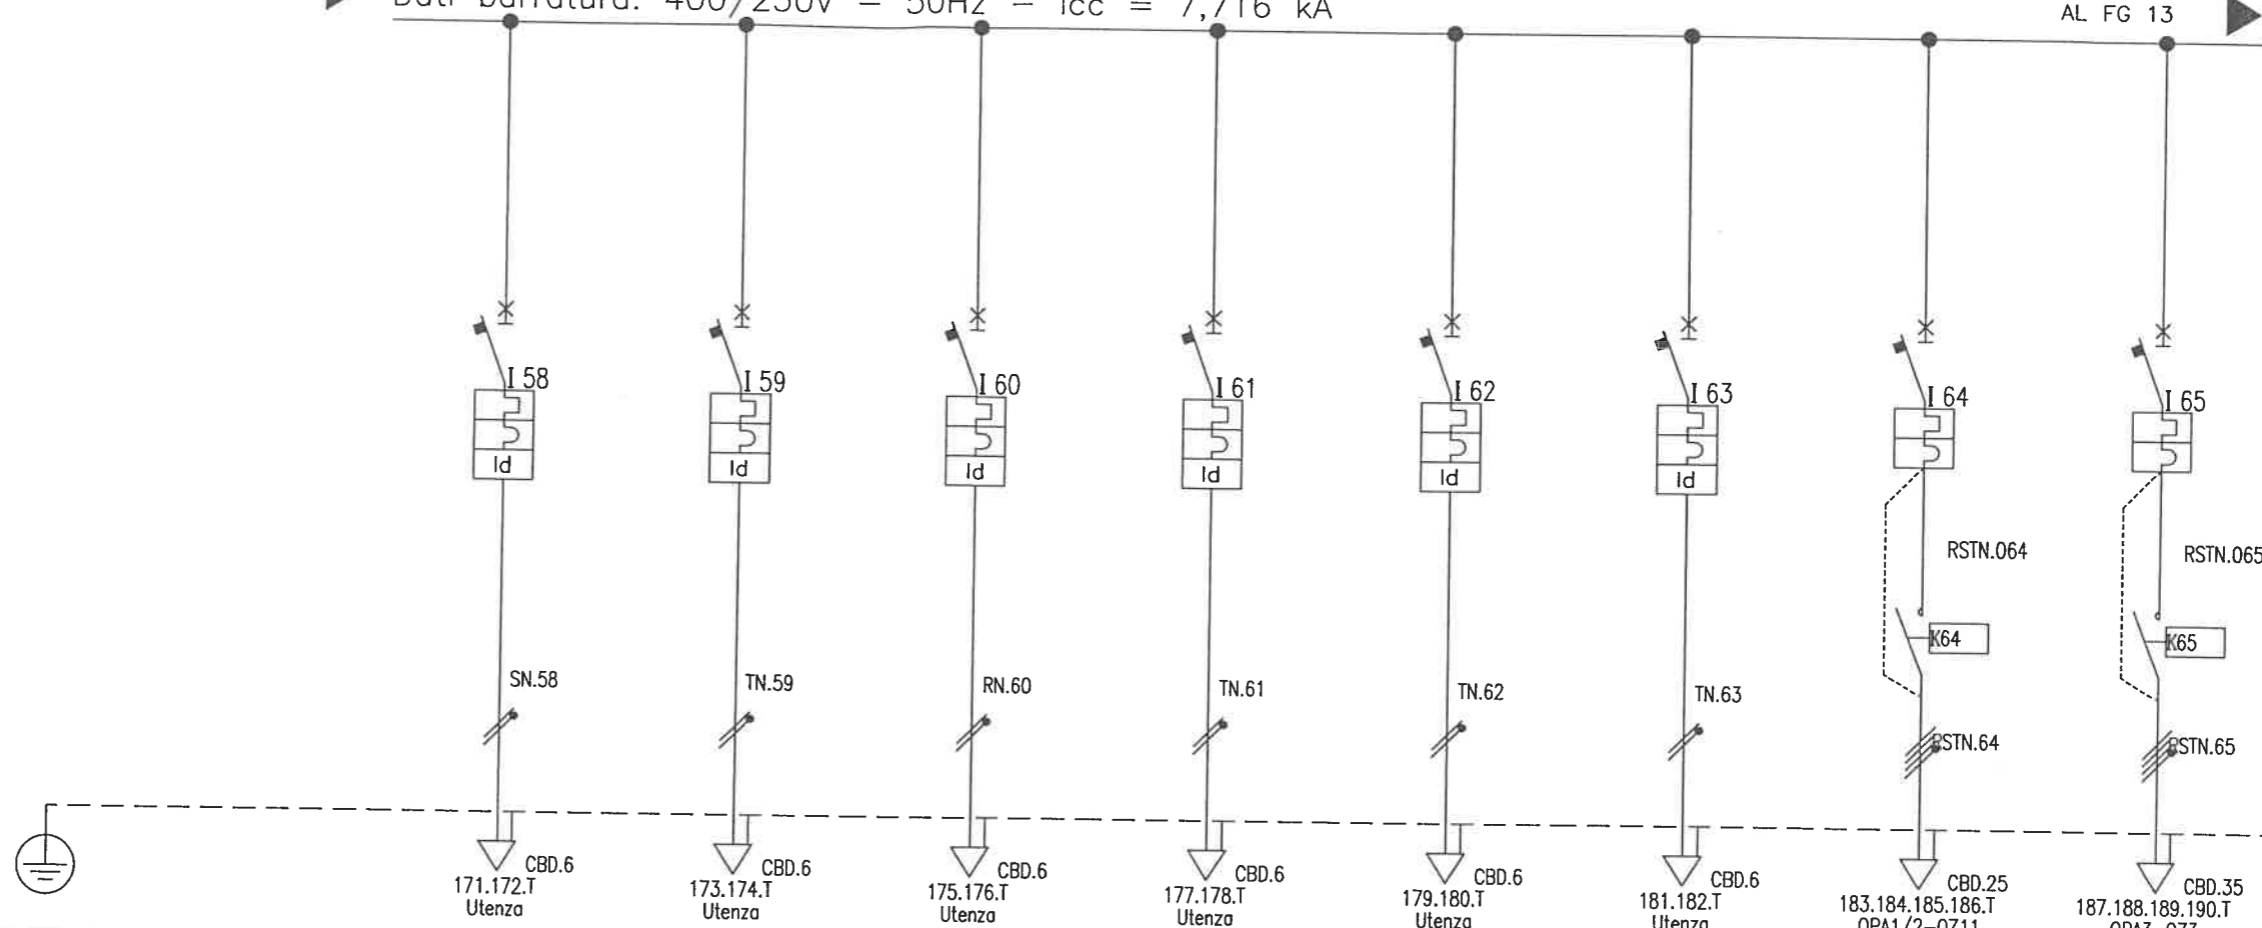 Dati barratura: 400/230V - 50Hz - Icc = 7,716 kA
AL FG 13
I 58
I 59
I 60
I 61
I 62
I 63
I 64
I 65
Id
Id
Id
Id
Id
Id
RSTN.064
RSTN.065
K64
K65
SN.58
TN.59
RN.60
TN.61
TN.62
TN.63
RSTN.64
RSTN.65
CBD.6
CBD.6
CBD.6
CBD.6
CBD.6
CBD.6
CBD.25
CBD.35
171.172.T
Utenza
173.174.T
Utenza
175.176.T
Utenza
177.178.T
Utenza
179.180.T
Utenza
181.182.T
Utenza
183.184.185.186.T
187.188.189.190.T